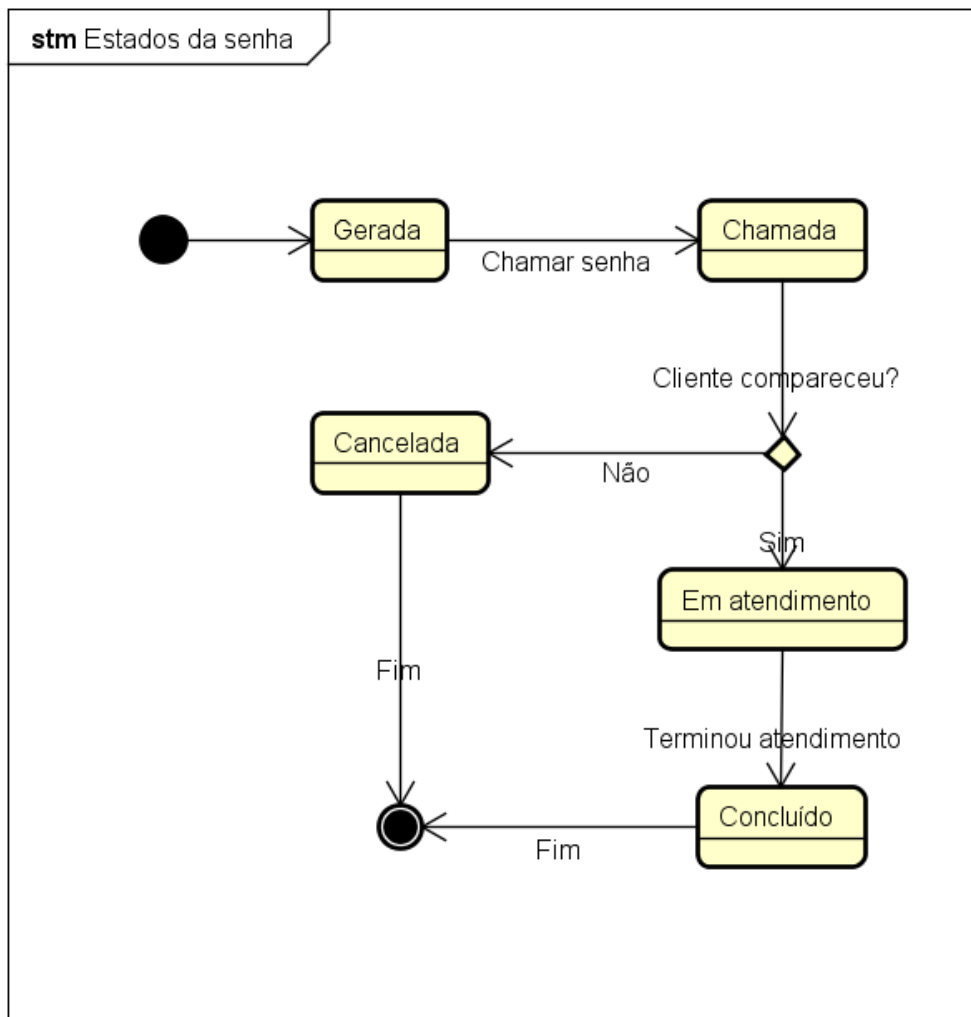 stm Estados da senha
Gerada
Chamar senha
Chamada
Cliente compareceu?
Cancelada
Não
Sim
Em atendimento
Fim
Terminou atendimento
Concluído
Fim